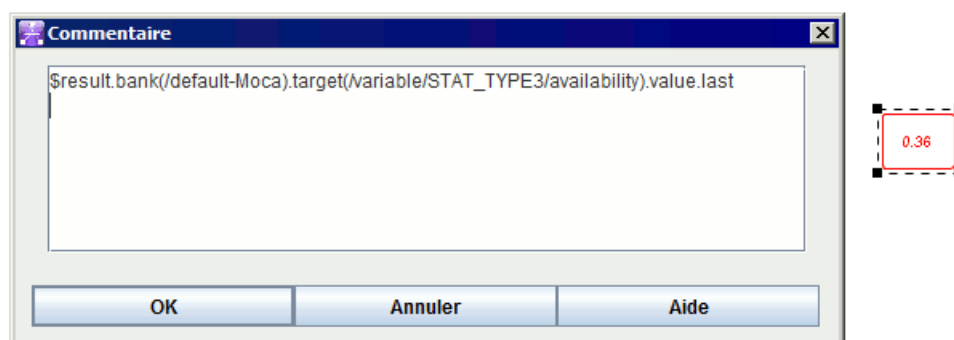 Commentaire
$result.bank(/default-Moca).target(/variable/STAT_TYPE3/availability).value.last
0.36
OK
Annuler
Aide